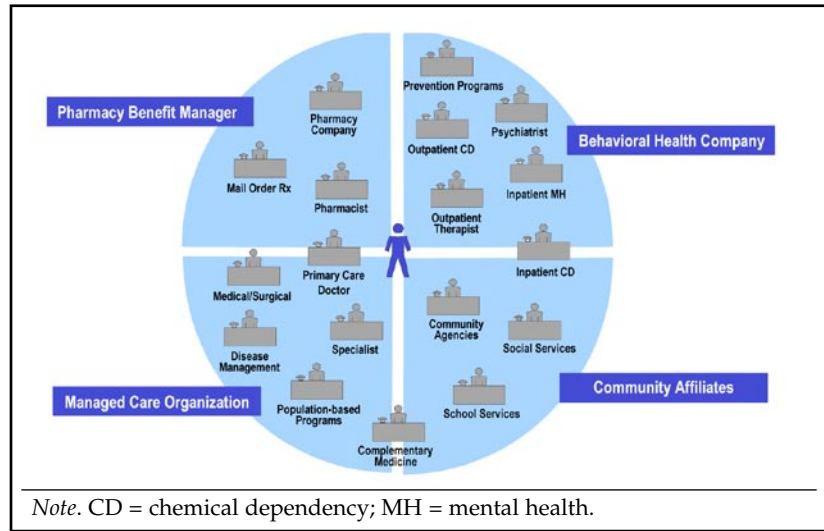 Pharmacy Benefit Manager
Pharmacy
Company
Mail Order Rx
Pharmacist
Prevention Programs
Psychiatrist
Outpatient CD
Behavioral Health Company
Inpatient MH
Outpatient
Therapist
Inpatient CD
Primary Care
Doctor
Medical/Surgical
Disease
Management
Specialist
Managed Care Organization
Population-based
Programs
Community
Agencies
Social Services
Community Affiliates
School Services
Complementary
Medicine
Note. CD = chemical dependency; MH = mental health.